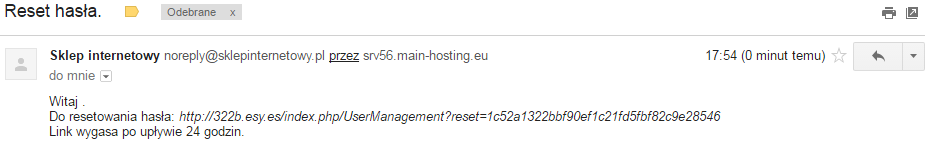 Reset hasła.
Odebrane x
Sklep internetowy noreply@sklepinternetowy.pl przez srv56.main-hosting.eu
17:54 (0 minut temu)
do mnie
Witaj .
Do resetowania hasła: http://322b.esy.es/index.php/UserManagement?reset=1c52a1322bbf90ef1c21fd5fbf82c9e28546
Link wygasa po upływie 24 godzin.